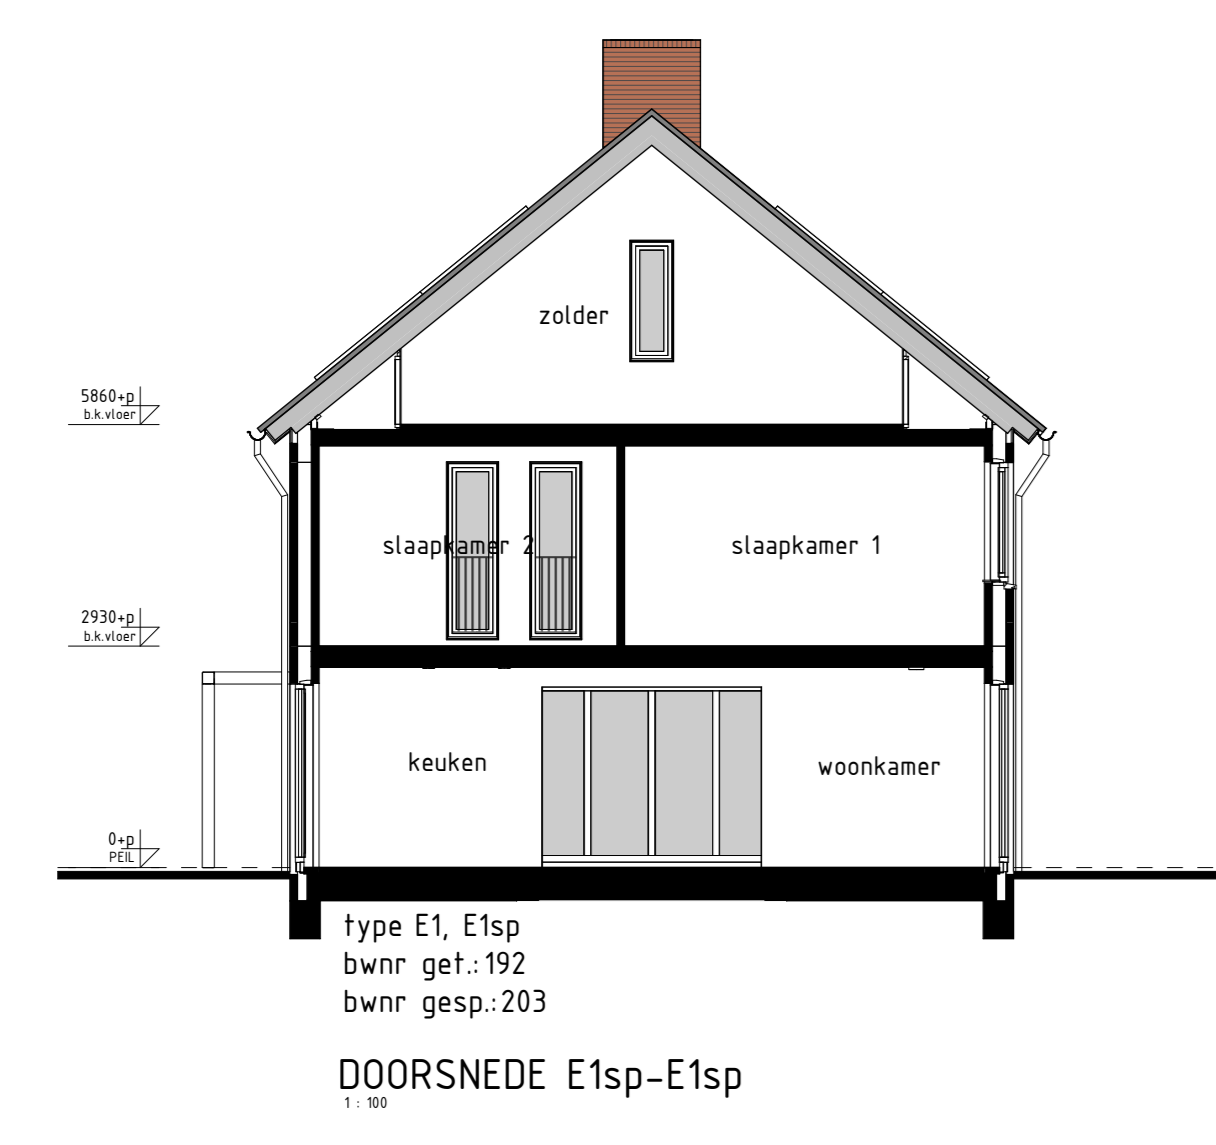 zolder
5860+p
b.k.vloer
slaapkamer 2
slaapkamer 1
2930+p
b.k.vloer
keuken
woonkamer
0+p
PEIL
type E1, E1sp
bwnr get.:192
bwnr gesp.:203
DOORSNEDE E1sp-E1sp
1 : 100